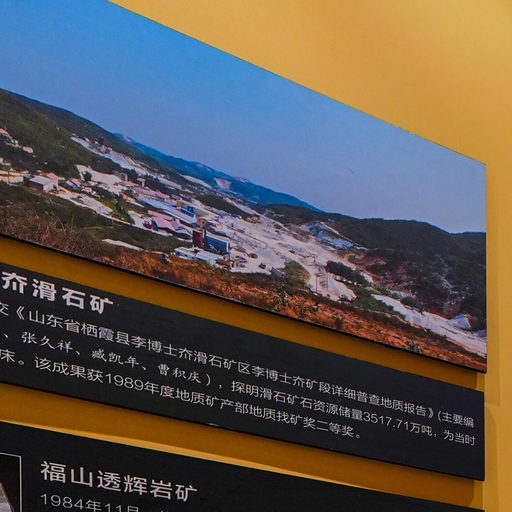 夼滑石矿
交《山东省栖霞县李博士夼滑石矿区李博士夼矿段详细普查地质报告》(主要编
、张久祥、臧凯年、曹积庆），探明滑石矿石资源储量3517.71万吨，为当时
床。该成果获1989年度地质矿产部地质找矿奖二等奖。
福山透辉岩矿
1984年11月